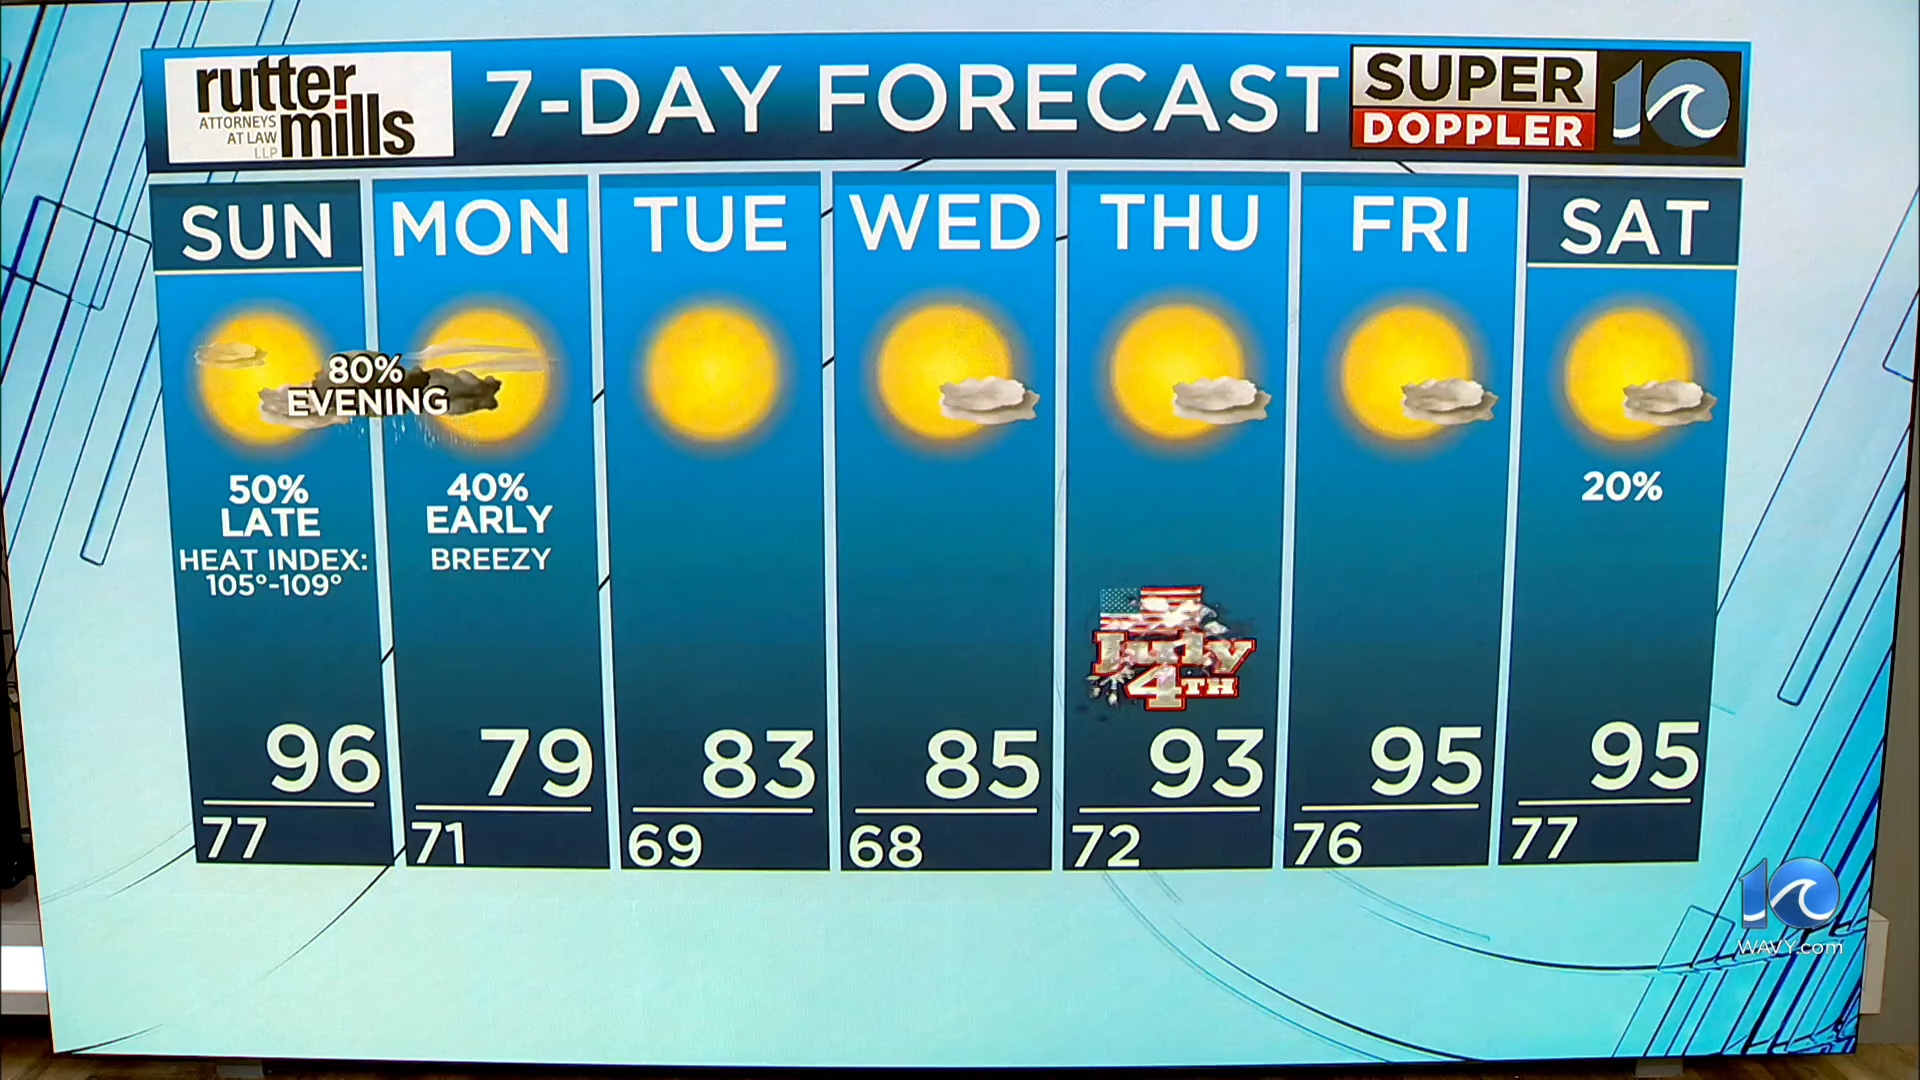 rutter
mills
ATTORNEYS
AT LAW
LLP
7-DAY FORECAST
SUPER
DOPPLER
10
SUN
MON
TUE
WED
THU
FRI
SAT
80%
EVENING
50%
LATE
HEAT INDEX:
105°-109°
40%
EARLY
BREEZY
20%
July
4TH
96
79
83
85
93
95
95
77
71
69
68
72
76
77
10
WAVY.com